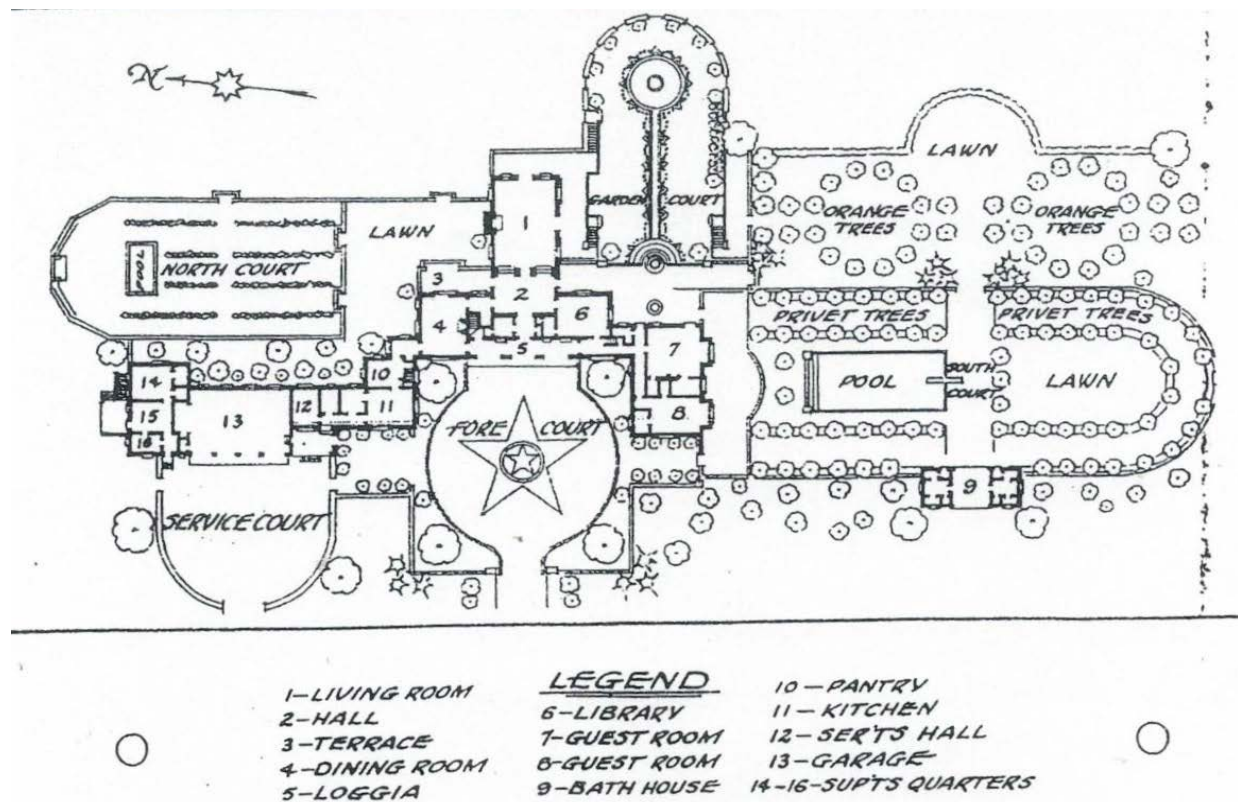 N
LAWN
GARDEN COURT
1
LAWN
ORANGE TREES
ORANGE TREES
POOL
NORTH COURT
3
2
4
6
5
PRIVET TREES
PRIVET TREES
7
10
14
15
16
13
12
11
8
POOL
SOUTH COURT
LAWN
FORE COURT
9
SERVICE COURT
LEGEND
1-LIVING ROOM
2-HALL
3-TERRACE
4-DINING ROOM
5-LOGGIA
6-LIBRARY
7-GUEST ROOM
8-GUEST ROOM
9-BATH HOUSE
10-PANTRY
11-KITCHEN
12-SER'TS HALL
13-GARAGE
14-16-SUP'TS QUARTERS